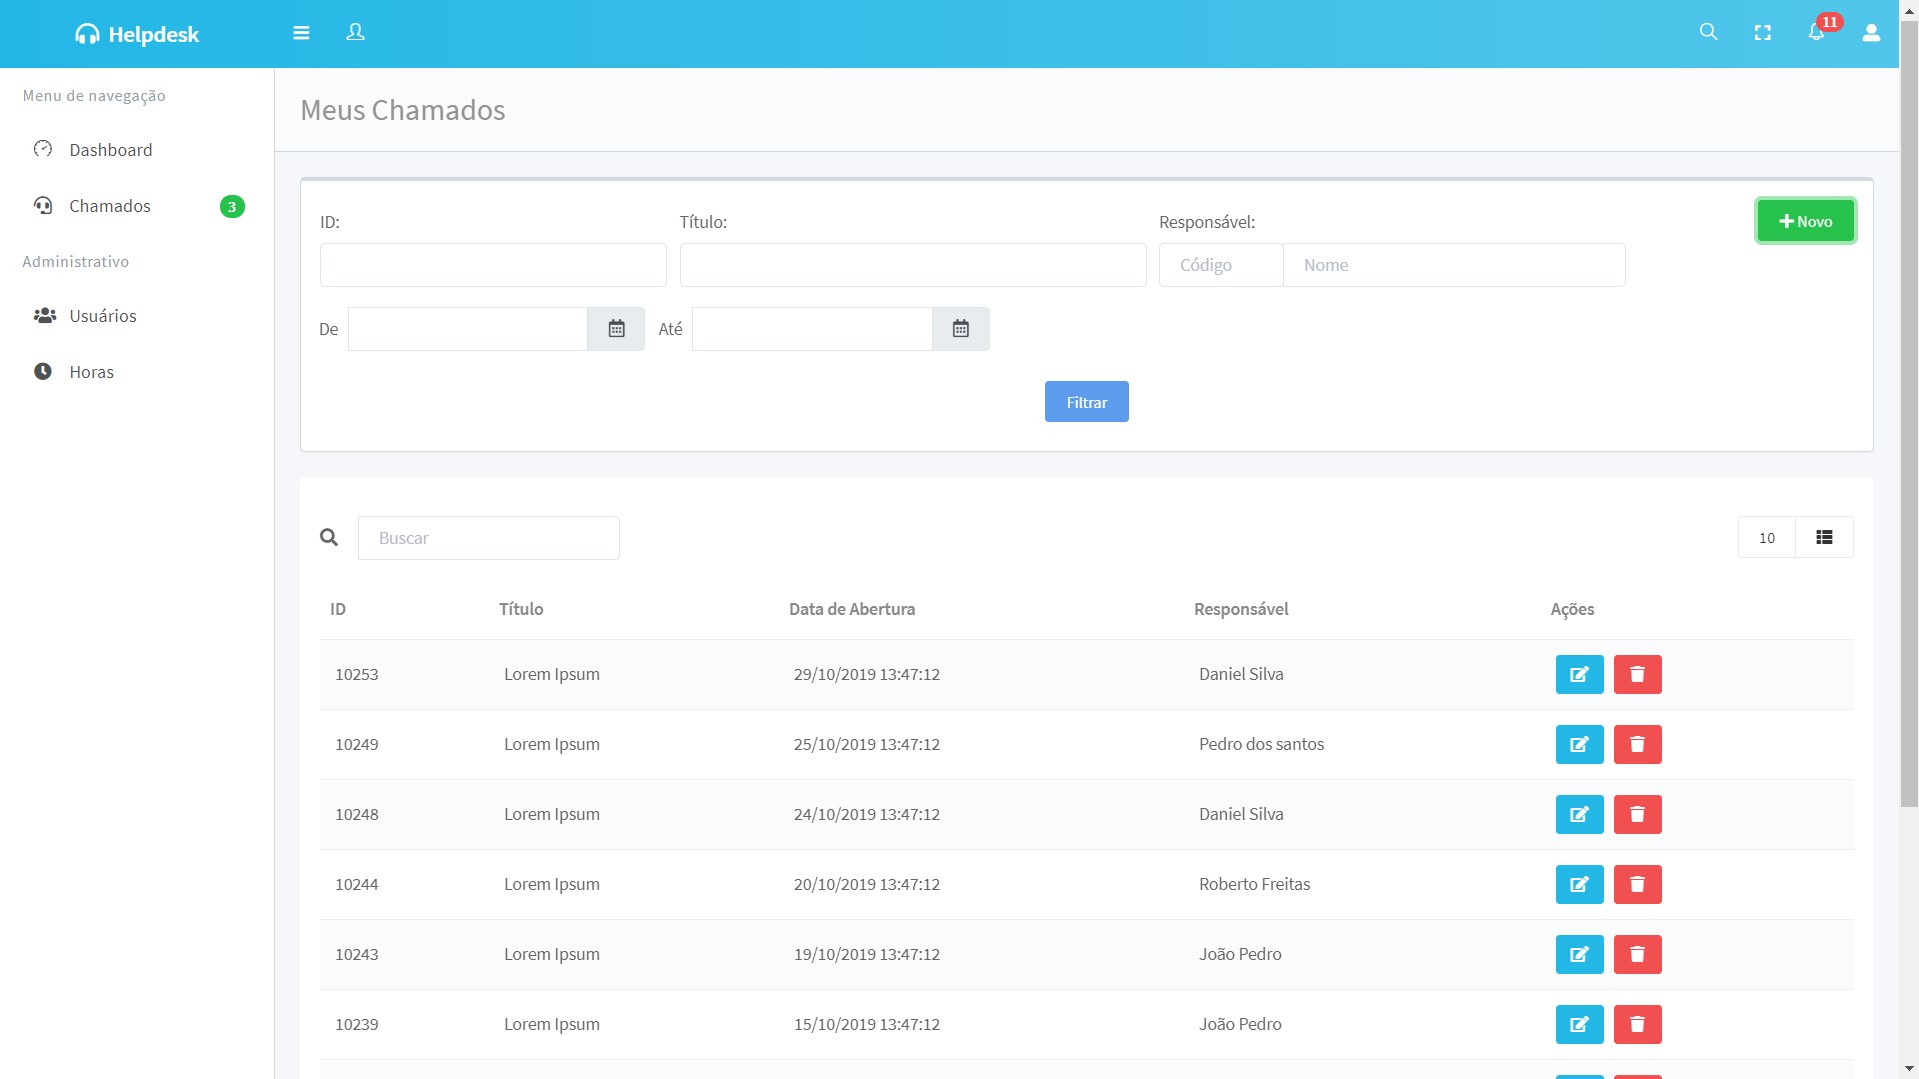 Helpdesk
11
Menu de navegação
Dashboard
Chamados 3
Administrativo
Usuários
Horas
Meus Chamados
ID: Título: Responsável:
Novo
Código Nome
De Até
Filtrar
Buscar
10
ID Título Data de Abertura Responsável Ações
10253 Lorem Ipsum 29/10/2019 13:47:12 Daniel Silva
10249 Lorem Ipsum 25/10/2019 13:47:12 Pedro dos santos
10248 Lorem Ipsum 24/10/2019 13:47:12 Daniel Silva
10244 Lorem Ipsum 20/10/2019 13:47:12 Roberto Freitas
10243 Lorem Ipsum 19/10/2019 13:47:12 João Pedro
10239 Lorem Ipsum 15/10/2019 13:47:12 João Pedro